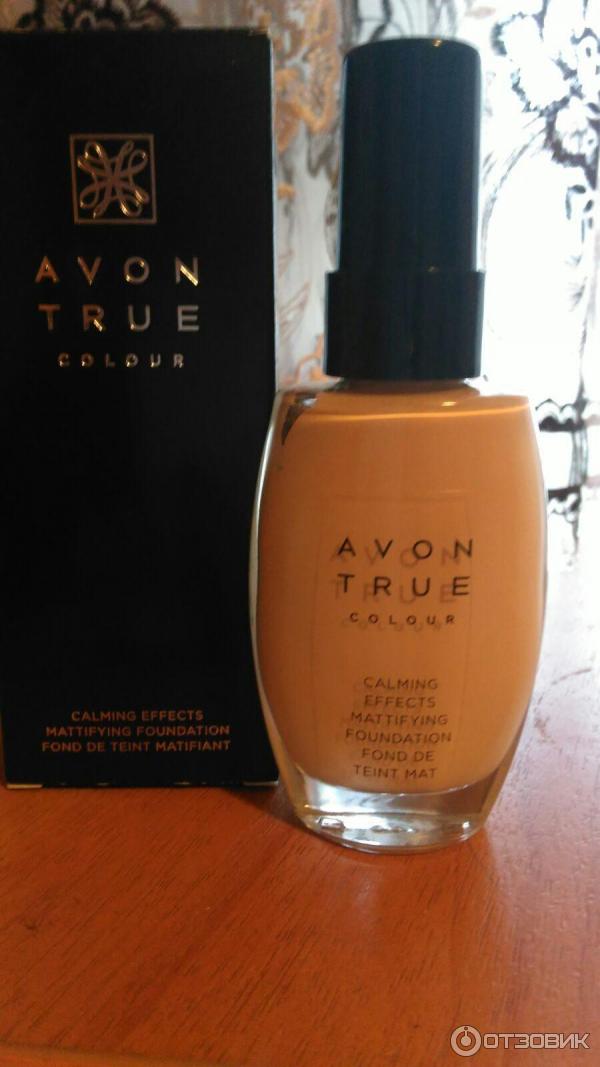 AVON
TRUE
COLOUR
CALMING EFFECTS
MATTIFYING FOUNDATION
FOND DE TEINT MATIFIANT
AVON
TRUE
COLOUR
CALMING
EFFECTS
MATTIFYING
FOUNDATION
FOND DE
TEINT MAT
ОТЗОВИК